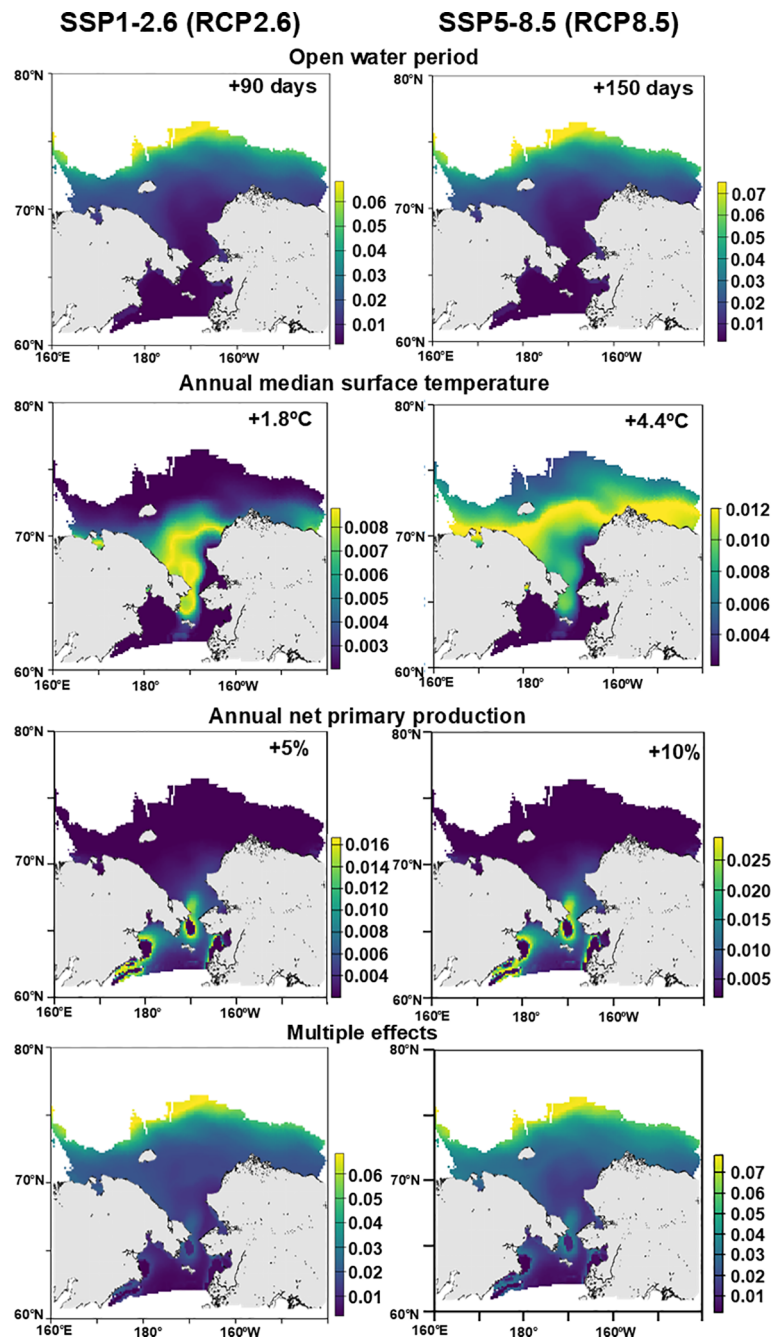 SSP1-2.6 (RCP2.6) SSP5-8.5 (RCP8.5)
Open water period
80°N
+90 days
70°N
60°N
160°E 180° 160°W
0.06
0.05
0.04
0.03
0.02
0.01
80°N
+150 days
70°N
60°N
160°E 180° 160°W
0.07
0.06
0.05
0.04
0.03
0.02
0.01
Annual median surface temperature
80°N
+1.8°C
70°N
60°N
160°E 180° 160°W
0.008
0.007
0.006
0.005
0.004
0.003
80°N
+4.4°C
70°N
60°N
160°E 180° 160°W
0.012
0.010
0.008
0.006
0.004
Annual net primary production
80°N
+5%
70°N
60°N
160°E 180° 160°W
0.016
0.014
0.012
0.010
0.008
0.006
0.004
0.002
80°N
+10%
70°N
60°N
160°E 180° 160°W
0.025
0.020
0.015
0.010
0.005
Multiple effects
80°N
70°N
60°N
160°E 180° 160°W
0.06
0.05
0.04
0.03
0.02
0.01
80°N
70°N
60°N
160°E 180° 160°W
0.07
0.06
0.05
0.04
0.03
0.02
0.01